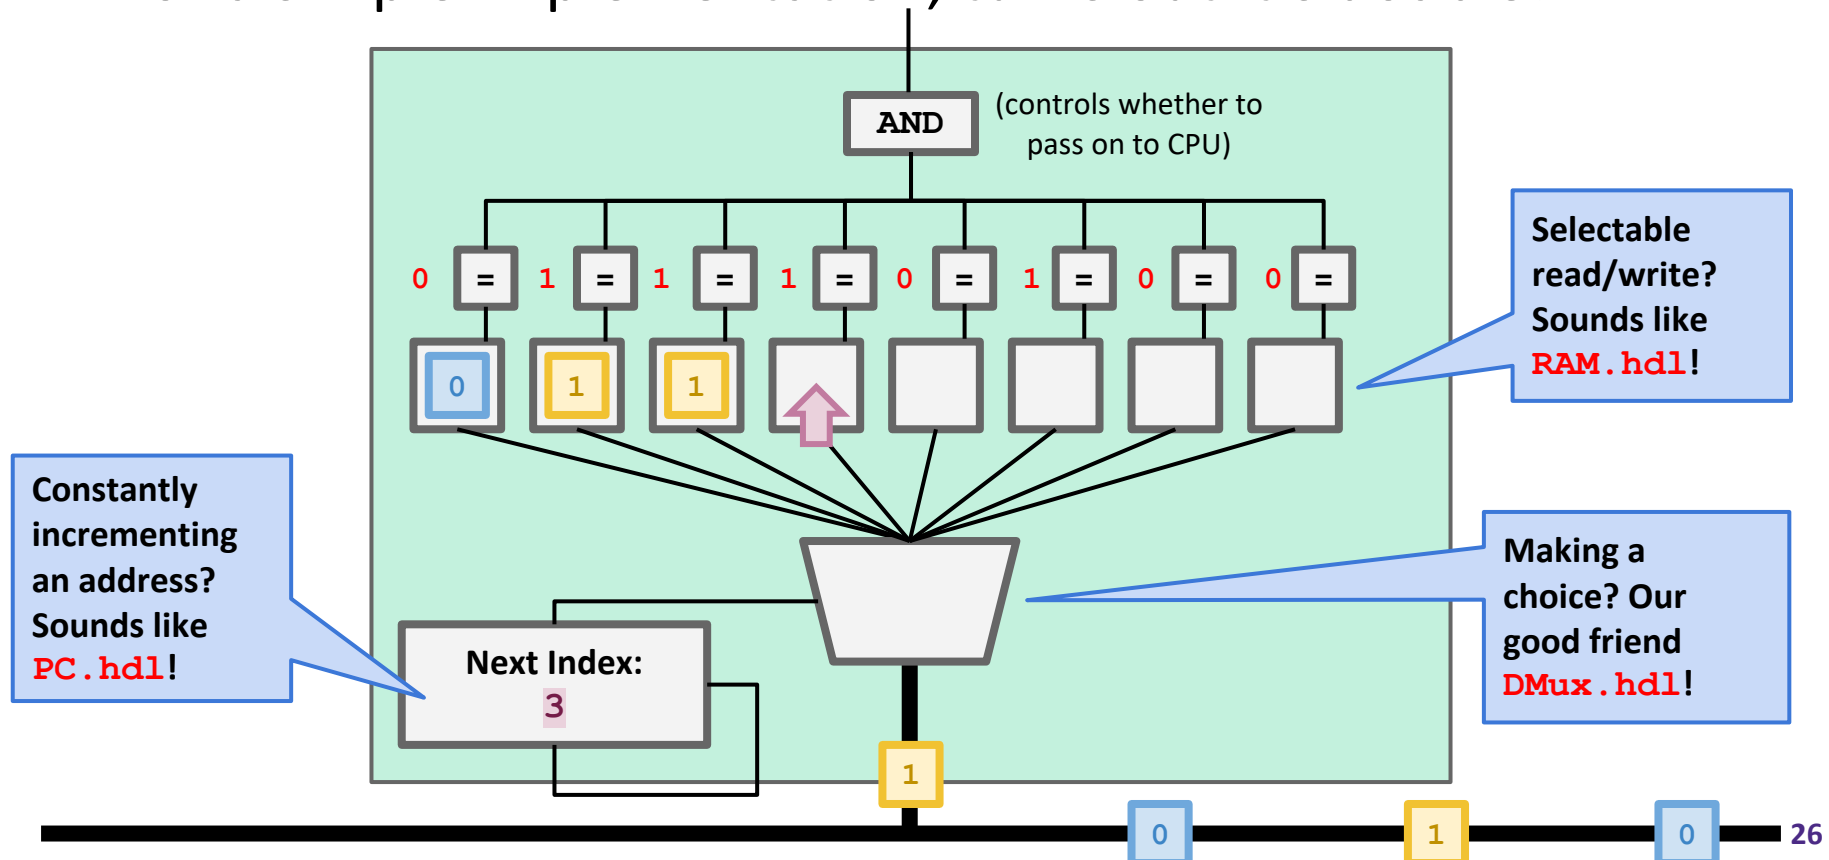 AND
(controls whether to
pass on to CPU)
0 = 1 = 1 = 1 = 0 = 1 = 0 = 0 =
0 1 1
Selectable
read/write?
Sounds like
RAM.hdl!
Constantly
incrementing
an address?
Sounds like
PC.hdl!
Next Index:
3
Making a
choice? Our
good friend
DMux.hdl!
1
0 1 0
26